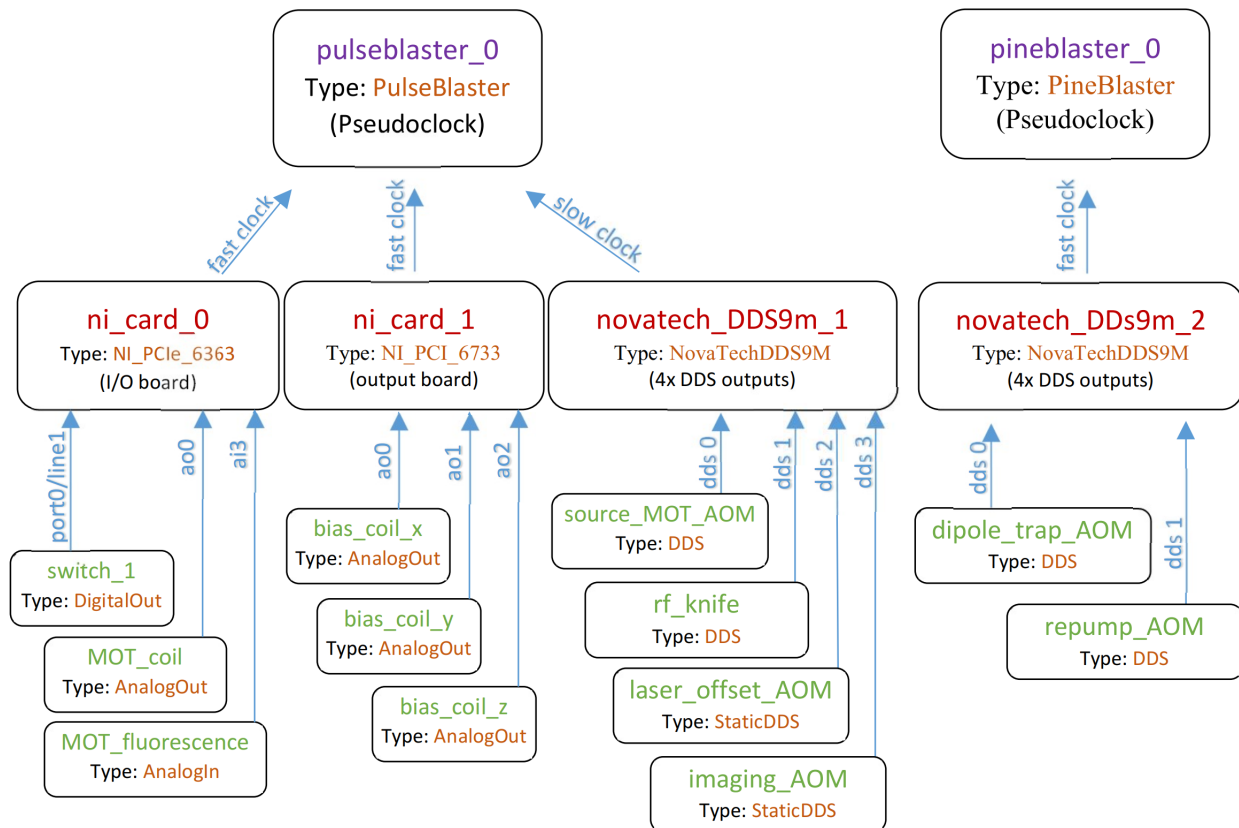 pulseblaster_0
Type: PulseBlaster
(Pseudoclock)
pineblaster_0
Type: PineBlaster
(Pseudoclock)
fast clock
fast clock
slow clock
fast clock
ni_card_0
Type: NI_PCIe_6363
(I/O board)
ni_card_1
Type: NI_PCI_6733
(output board)
novatech_DDS9m_1
Type: NovaTechDDS9M
(4x DDS outputs)
novatech_DDs9m_2
Type: NovaTechDDS9M
(4x DDS outputs)
port0/line1
ao0
ai3
ao0
ao1
ao2
dds 0
dds 1
dds 2
dds 3
dds 0
dds 1
switch_1
Type: DigitalOut
MOT_coil
Type: AnalogOut
MOT_fluorescence
Type: AnalogIn
bias_coil_x
Type: AnalogOut
bias_coil_y
Type: AnalogOut
bias_coil_z
Type: AnalogOut
source_MOT_AOM
Type: DDS
rf_knife
Type: DDS
laser_offset_AOM
Type: StaticDDS
imaging_AOM
Type: StaticDDS
dipole_trap_AOM
Type: DDS
repump_AOM
Type: DDS